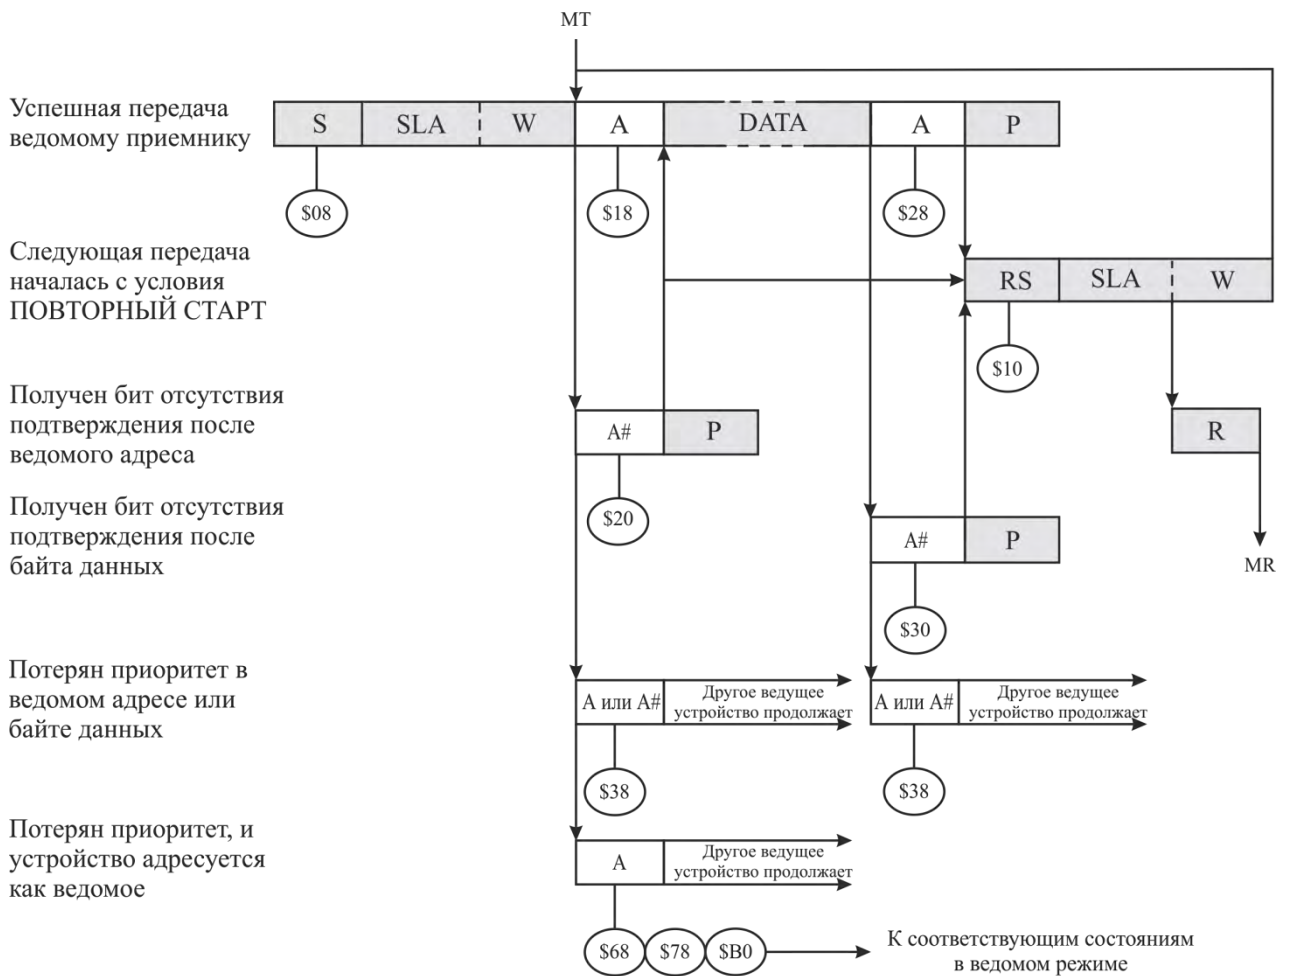 MT
Успешная передача
ведомому приемнику
S SLA W A DATA A P
$08 $18 $28
Следующая передача
началась с условия
ПОВТОРНЫЙ СТАРТ
RS SLA W
$10
Получен бит отсутствия
подтверждения после
ведомого адреса
A# P
R
$20
MR
Получен бит отсутствия
подтверждения после
байта данных
A# P
$30
Потерян приоритет в
ведомом адресе или
байте данных
A или A#
Другое ведущее
устройство продолжает
A или A#
Другое ведущее
устройство продолжает
$38 $38
Потерян приоритет, и
устройство адресуется
как ведомое
A
Другое ведущее
устройство продолжает
$68 $78 $B0
К соответствующим состояниям
в ведомом режиме